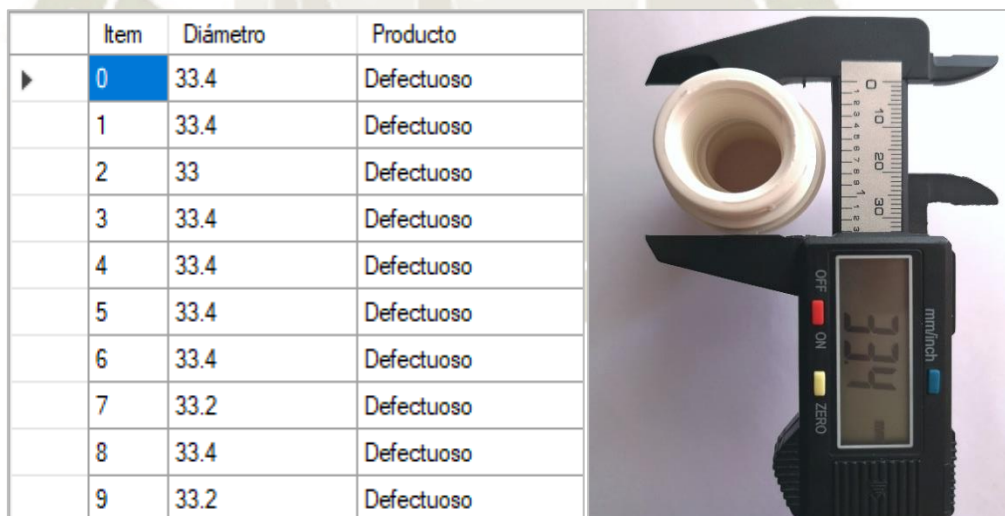 Item Diámetro Producto
0 33.4 Defectuoso
1 33.4 Defectuoso
2 33 Defectuoso
3 33.4 Defectuoso
4 33.4 Defectuoso
5 33.4 Defectuoso
6 33.4 Defectuoso
7 33.2 Defectuoso
8 33.4 Defectuoso
9 33.2 Defectuoso
0
10
20
30
OFF ON
ZERO
33.4
mm/inch